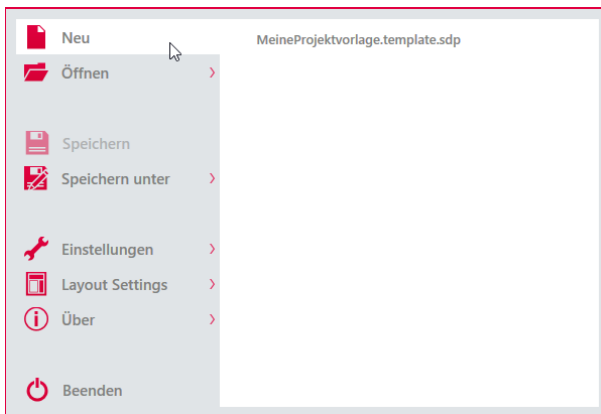 Neu
MeineProjektvorlage.template.sdp
Öffnen
Speichern
Speichern unter
Einstellungen
Layout Settings
Über
Beenden